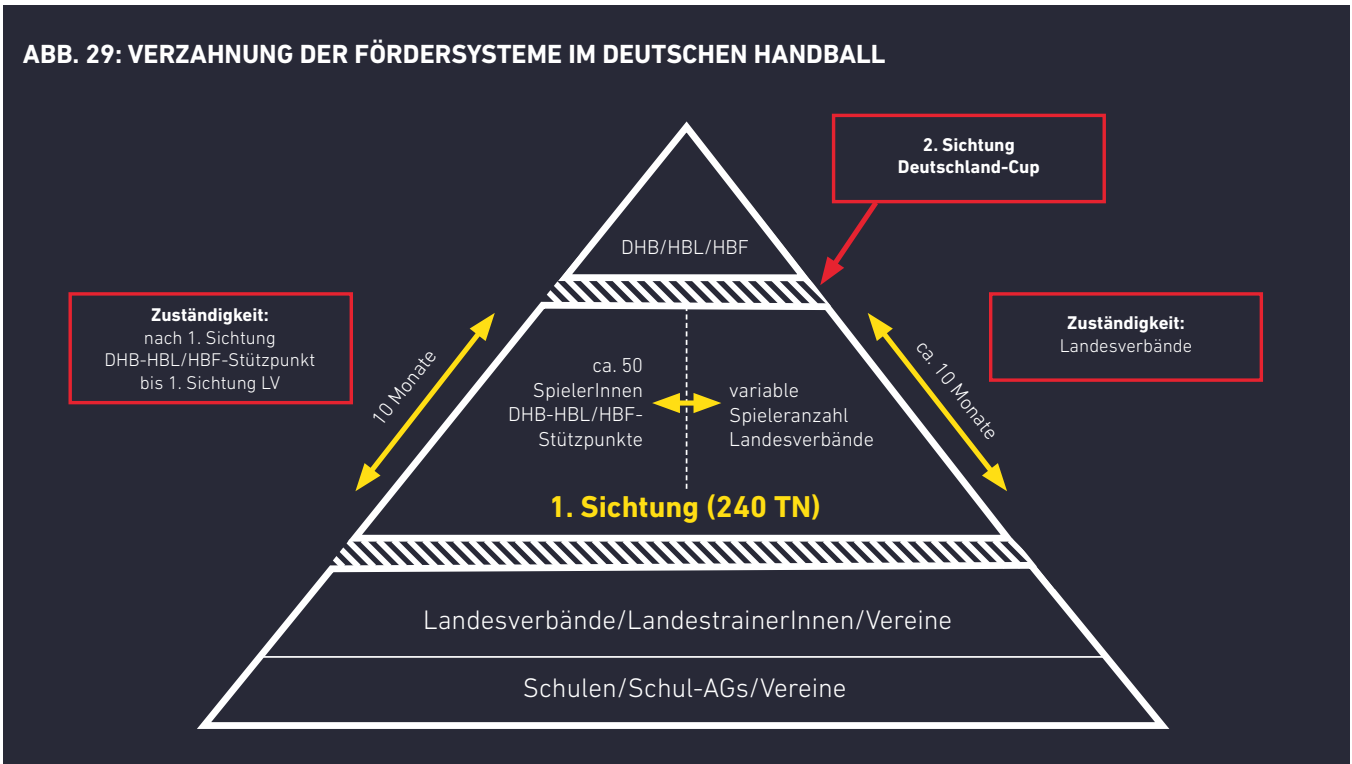 ABB. 29: VERZAHNUNG DER FÖRDERSYSTEME IM DEUTSCHEN HANDBALL
2. Sichtung
Deutschland-Cup
DHB/HBL/HBF
Zuständigkeit:
nach 1. Sichtung
DHB-HBL/HBF-Stützpunkt
bis 1. Sichtung LV
10 Monate
ca. 50
SpielerInnen
DHB-HBL/HBF-
Stützpunkte
variable
Spieleranzahl
Landesverbände
ca. 10 Monate
Zuständigkeit:
Landesverbände
1. Sichtung (240 TN)
Landesverbände/LandestrainerInnen/Vereine
Schulen/Schul-AGs/Vereine